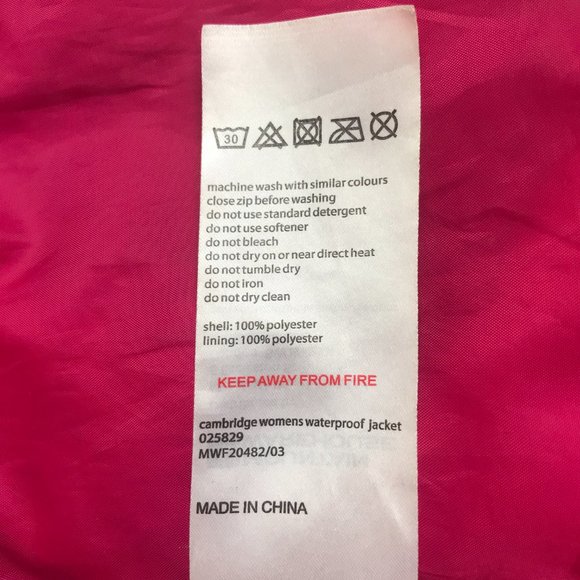 30
machine wash with similar colours
close zip before washing
do not use standard detergent
do not use softener
do not bleach
do not dry on or near direct heat
do not tumble dry
do not iron
do not dry clean
shell: 100% polyester
lining: 100% polyester
KEEP AWAY FROM FIRE
cambridge womens waterproof jacket
025829
MWF20482/03
MADE IN CHINA